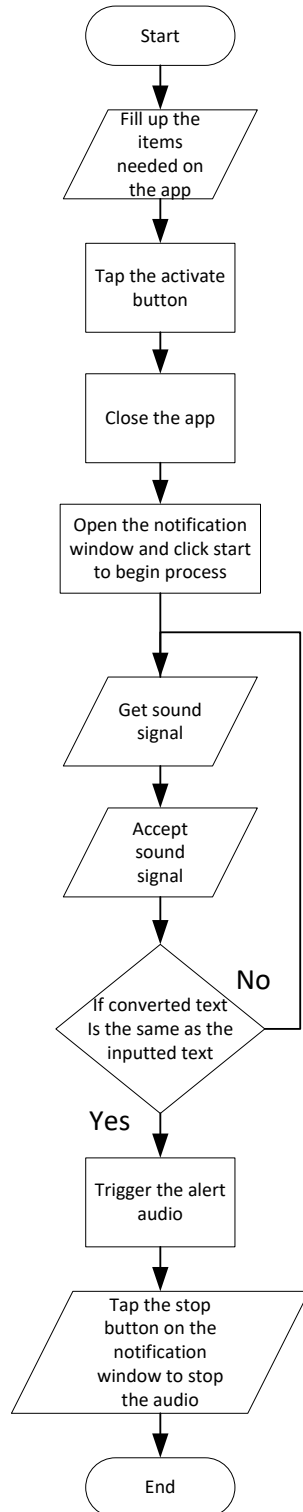 Start
Fill up the
items
needed on
the app
Tap the activate
button
Close the app
Open the notification
window and click start
to begin process
Get sound
signal
Accept
sound
signal
No
If converted text
Is the same as the
inputted text
Yes
Trigger the alert
audio
Tap the stop
button on the
notification
window to stop
the audio
End